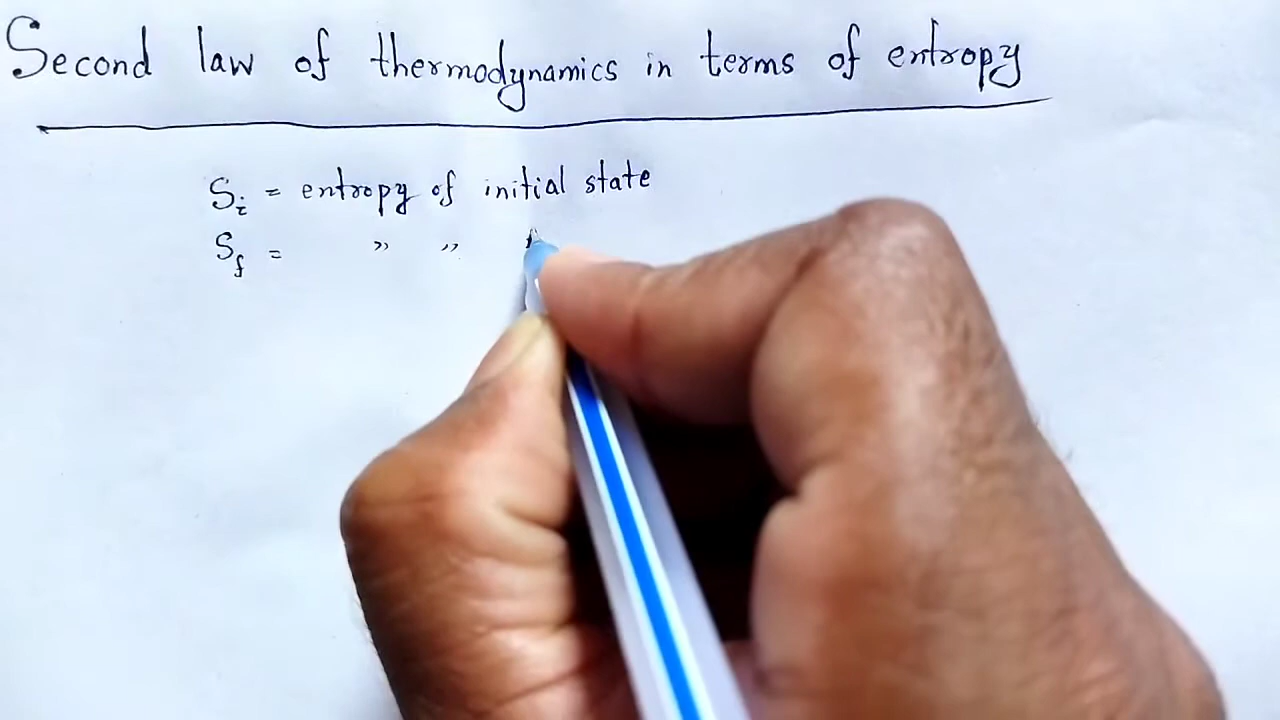 Second law of thermodynamics in terms of entropy
Si = entropy of initial state
Sf = " "